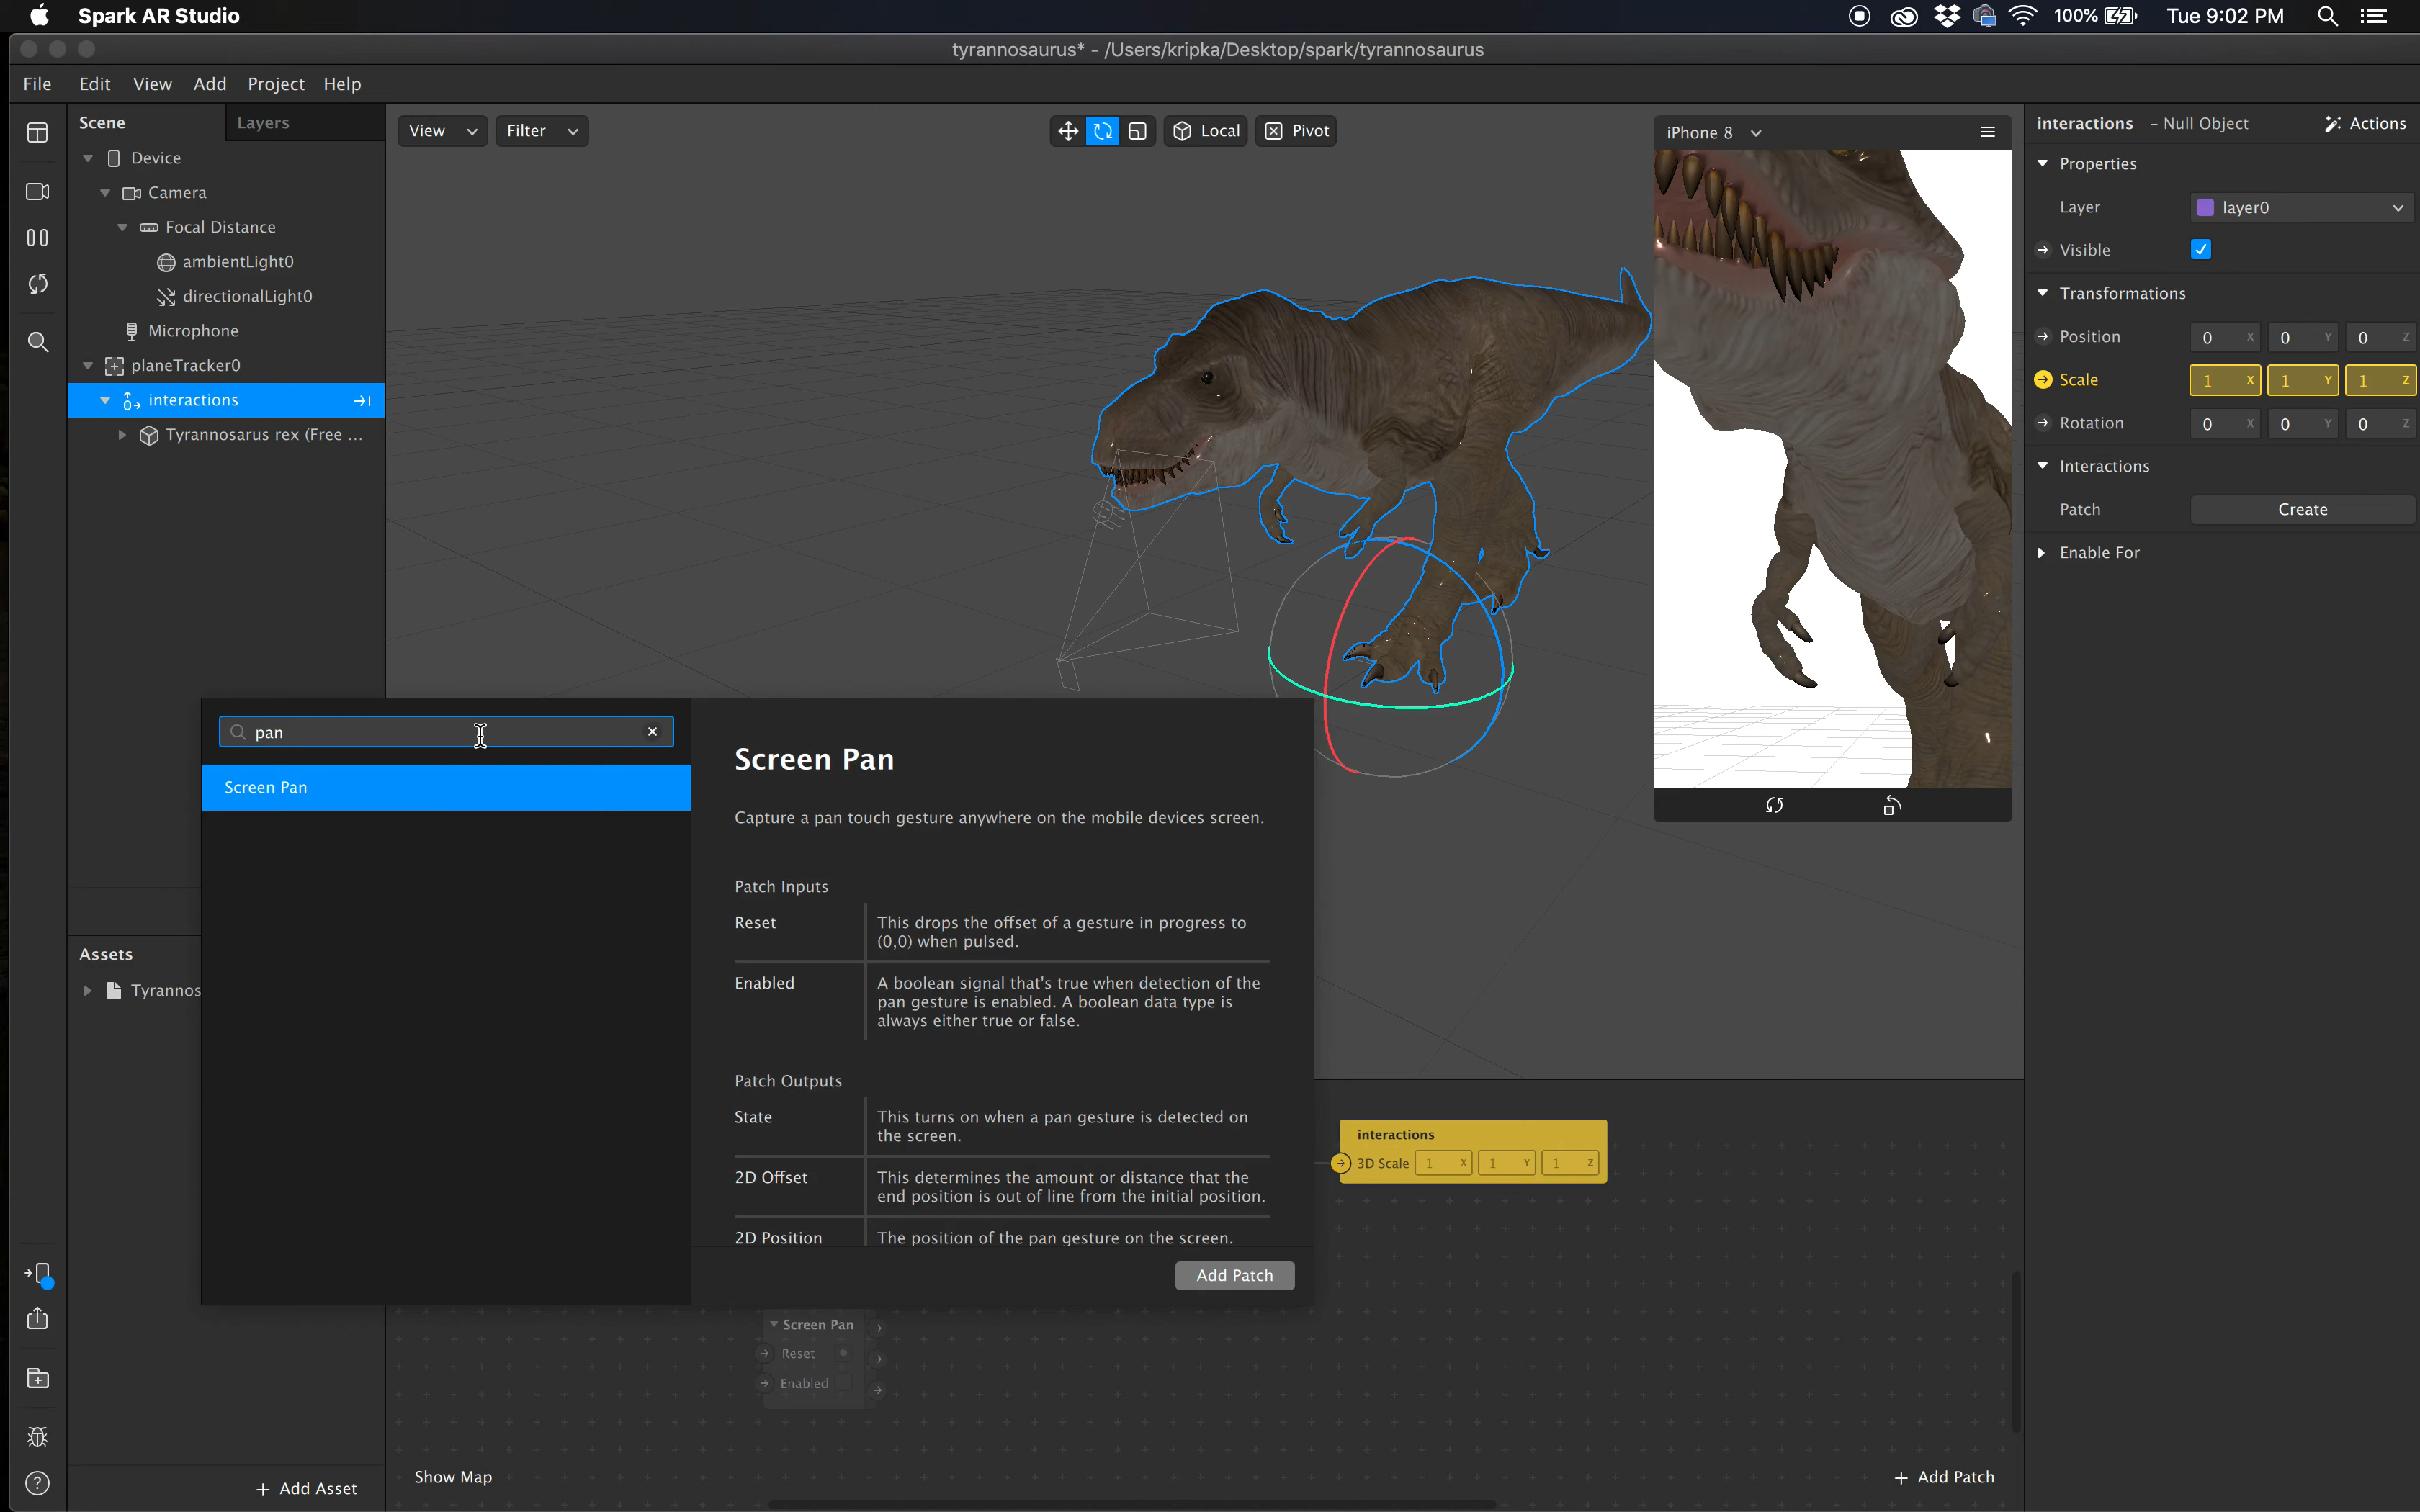 Spark AR Studio
100%
Tue 9:02 PM
tyrannosaurus* - /Users/kripka/Desktop/spark/tyrannosaurus
File Edit View Add Project Help
Scene
Layers
Device
Camera
Focal Distance
ambientLight0
directionalLight0
Microphone
planeTracker0
interactions
Tyrannosarus rex (Free ...
View
Filter
Local
Pivot
iPhone 8
interactions - Null Object
Actions
Properties
Layer layer0
Visible
Transformations
Position 0 X 0 Y 0 Z
Scale 1 X 1 Y 1 Z
Rotation 0 X 0 Y 0 Z
Interactions
Patch Create
Enable For
pan
Screen Pan
Screen Pan
Capture a pan touch gesture anywhere on the mobile devices screen.
Patch Inputs
Reset
This drops the offset of a gesture in progress to
(0,0) when pulsed.
Enabled
A boolean signal that's true when detection of the
pan gesture is enabled. A boolean data type is
always either true or false.
Patch Outputs
State
This turns on when a pan gesture is detected on
the screen.
2D Offset
This determines the amount or distance that the
end position is out of line from the initial position.
2D Position
The position of the pan gesture on the screen.
Add Patch
Assets
Tyrannos
+ Add Asset
interactions
3D Scale 1 X 1 Y 1 Z
Screen Pan
Reset
Enabled
Show Map
+ Add Patch